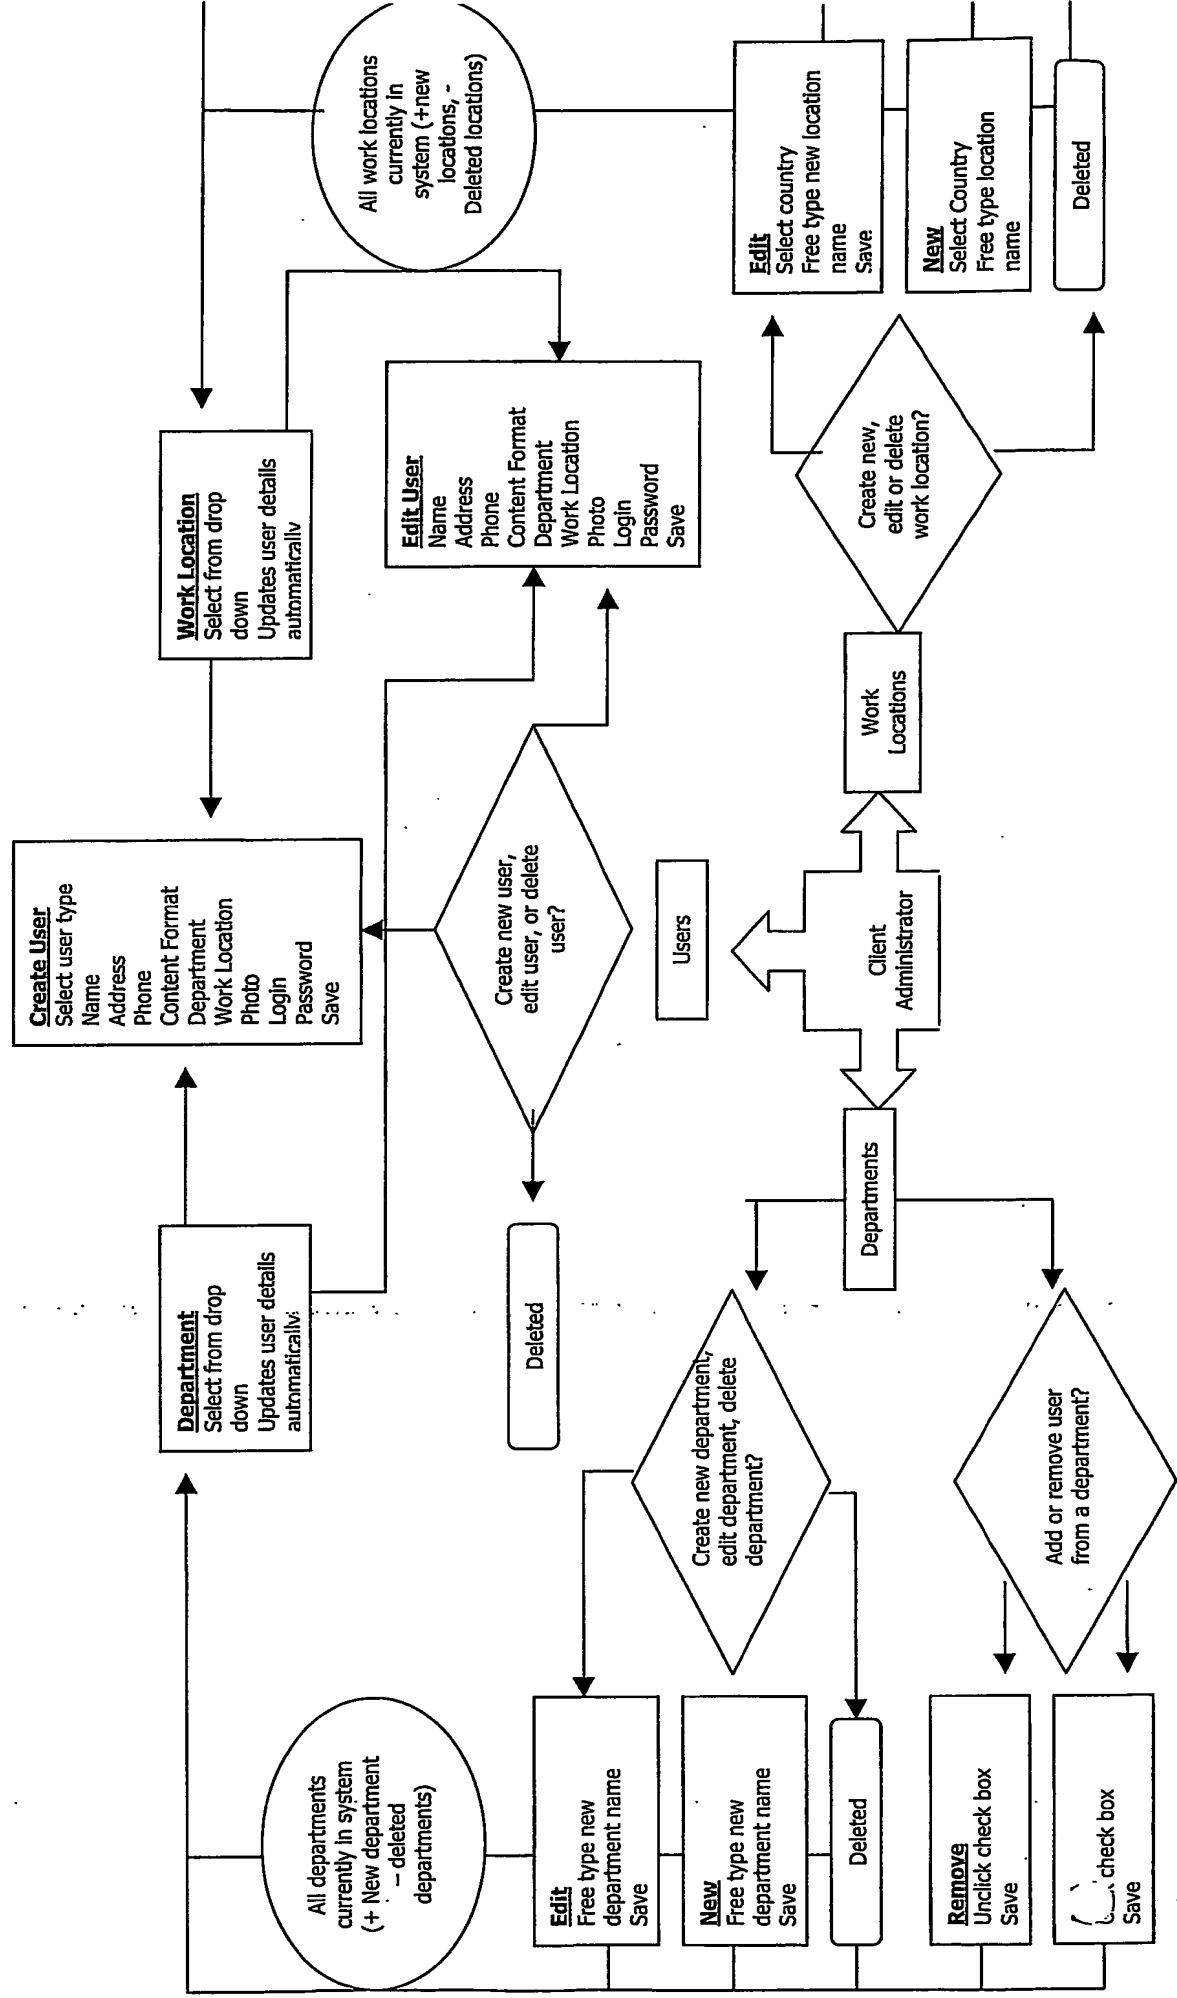 All departments
currently in system
(+ New department
– deleted
departments)
Department
Select from drop
down
Updates user details
automatically
Create User
Select user type
Name
Address
Phone
Content Format
Department
Work Location
Photo
Login
Password
Save
Work Location
Select from drop
down
Updates user details
automatically
All work locations
currently in
system (+new
locations, -
Deleted locations)
Edit
Free type new
department name
Save
New
Free type new
department name
Save
Deleted
Remove
Unclick check box
Save
check box
Save
Create new department,
edit department, delete
department?
Add or remove user
from a department?
Deleted
Departments
Create new user,
edit user, or delete
user?
Users
Client
Administrator
Edit User
Name
Address
Phone
Content Format
Department
Work Location
Photo
Login
Password
Save
Work
Locations
Create new,
edit or delete
work location?
Edit
Select country
Free type new location
name
Save
New
Select Country
Free type location
name
Deleted